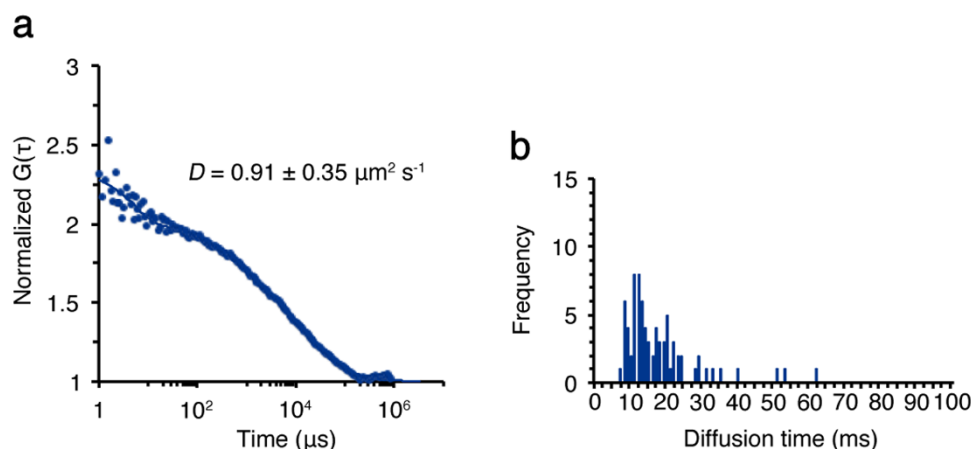 a
3
2.5
2
1.5
1
Normalized G(τ)
D = 0.91 ± 0.35 μm² s⁻¹
1
10²
10⁴
10⁶
Time (μs)
b
15
10
5
0
Frequency
0 10 20 30 40 50 60 70 80 90 100
Diffusion time (ms)